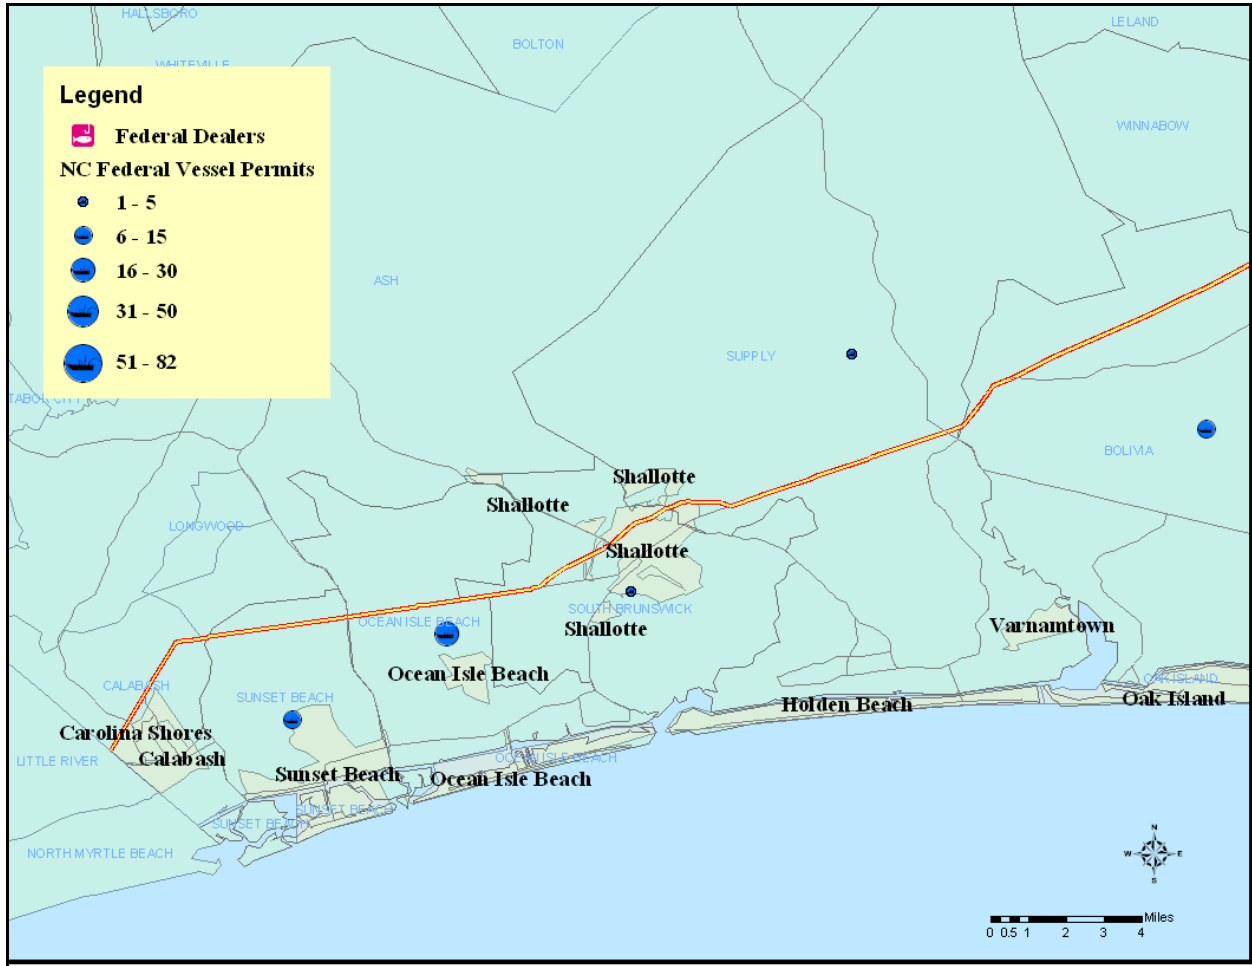 HALLSBORO
LELAND
BOLTON
WHITEVILLE
Legend
Federal Dealers
NC Federal Vessel Permits
1 - 5
6 - 15
16 - 30
31 - 50
51 - 82
WINNABOW
ASH
SUPPLY
TABOR CITY
BOLIVIA
Shallotte
Shallotte
LONGWOOD
Shallotte
SOUTH BRUNSWICK
OCEAN ISLE BEACH
Shallotte
Varnamtown
Ocean Isle Beach
CALABASH
SUNSET BEACH
OAK ISLAND
Oak Island
Holden Beach
Carolina Shores
Calabash
LITTLE RIVER
OCEAN ISLE BEACH
Sunset Beach
Ocean Isle Beach
SUNSET BEACH
SUNSET BEACH
NORTH MYRTLE BEACH
N
W E
S
Miles
0 0.5 1 2 3 4